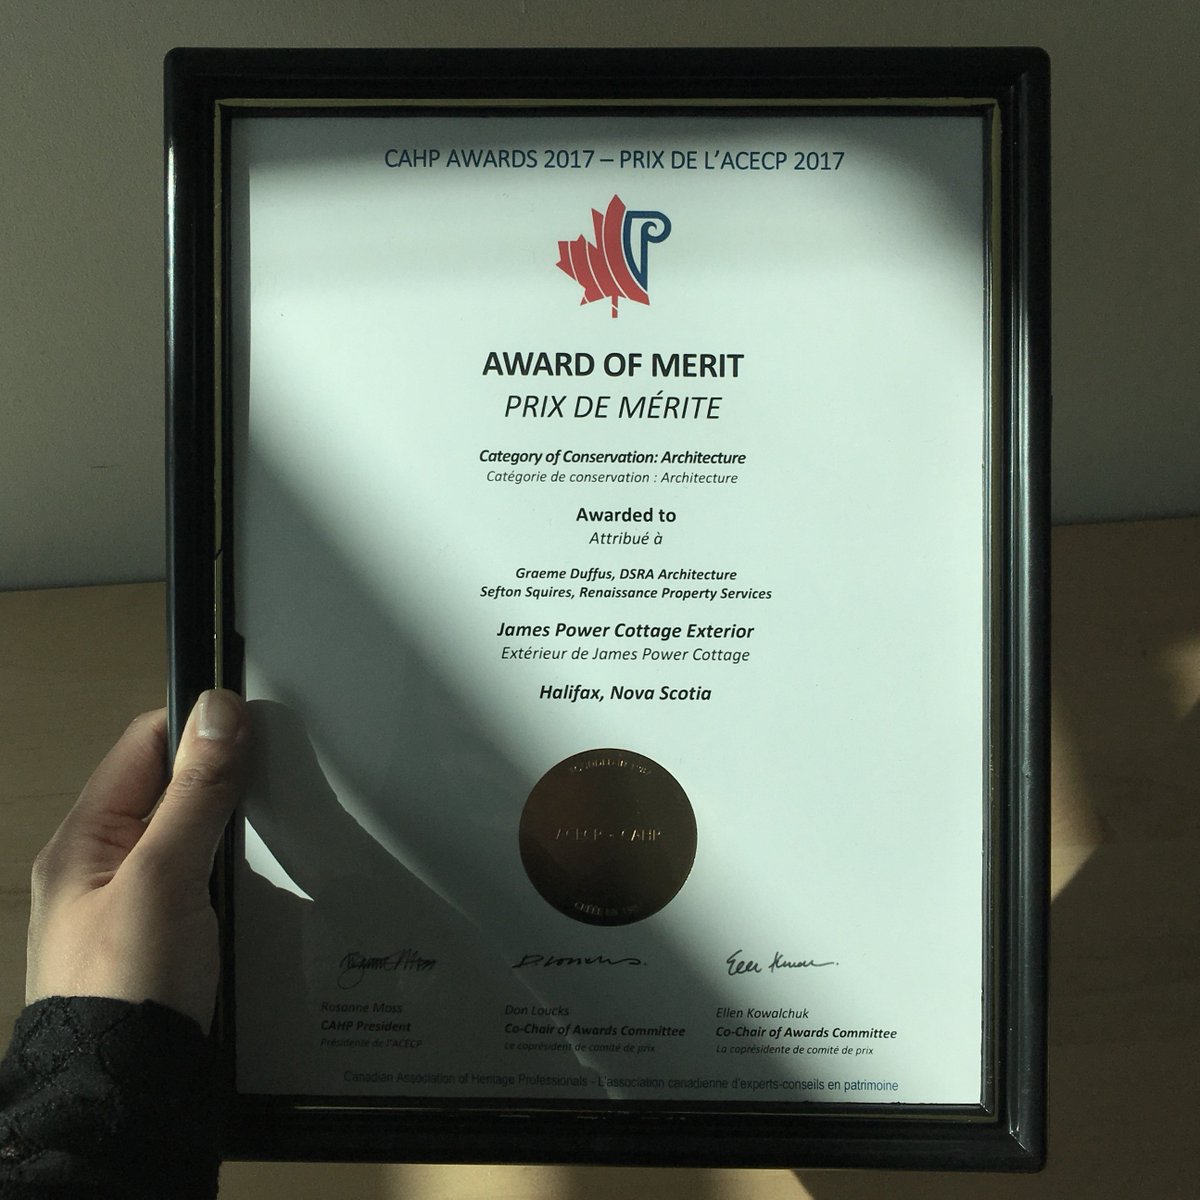 CAHP AWARDS 2017 – PRIX DE L'ACECP 2017
AWARD OF MERIT
PRIX DE MÉRITE
Category of Conservation: Architecture
Catégorie de conservation : Architecture
Awarded to
Attribué à
Graeme Duffus, DSRA Architecture
Sefton Squires, Renaissance Property Services
James Power Cottage Exterior
Extérieur de James Power Cottage
Halifax, Nova Scotia
ACECP - CAHP
Rosanne Moss
CAHP President
Présidente de l'ACECP
Don Loucks
Co-Chair of Awards Committee
Le coprésident de comité de prix
Ellen Kowalchuk
Co-Chair of Awards Committee
La coprésidente de comité de prix
Canadian Association of Heritage Professionals - L'association canadienne d'experts-conseils en patrimoine